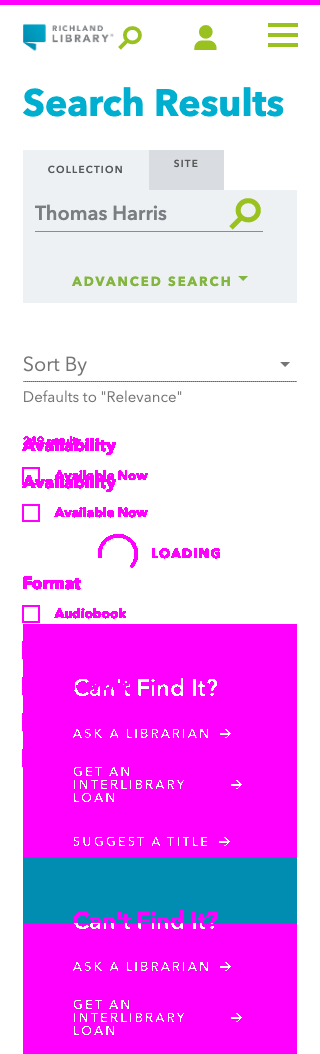 RICHLAND
LIBRARY
Search Results
COLLECTION
SITE
Thomas Harris
ADVANCED SEARCH
Sort By
Defaults to "Relevance"
Availability
Available Now
Availability
Available Now
LOADING
Format
Audiobook
Can't Find It?
ASK A LIBRARIAN →
GET AN
INTERLIBRARY →
LOAN
SUGGEST A TITLE →
Can't Find It?
ASK A LIBRARIAN →
GET AN
INTERLIBRARY →
LOAN